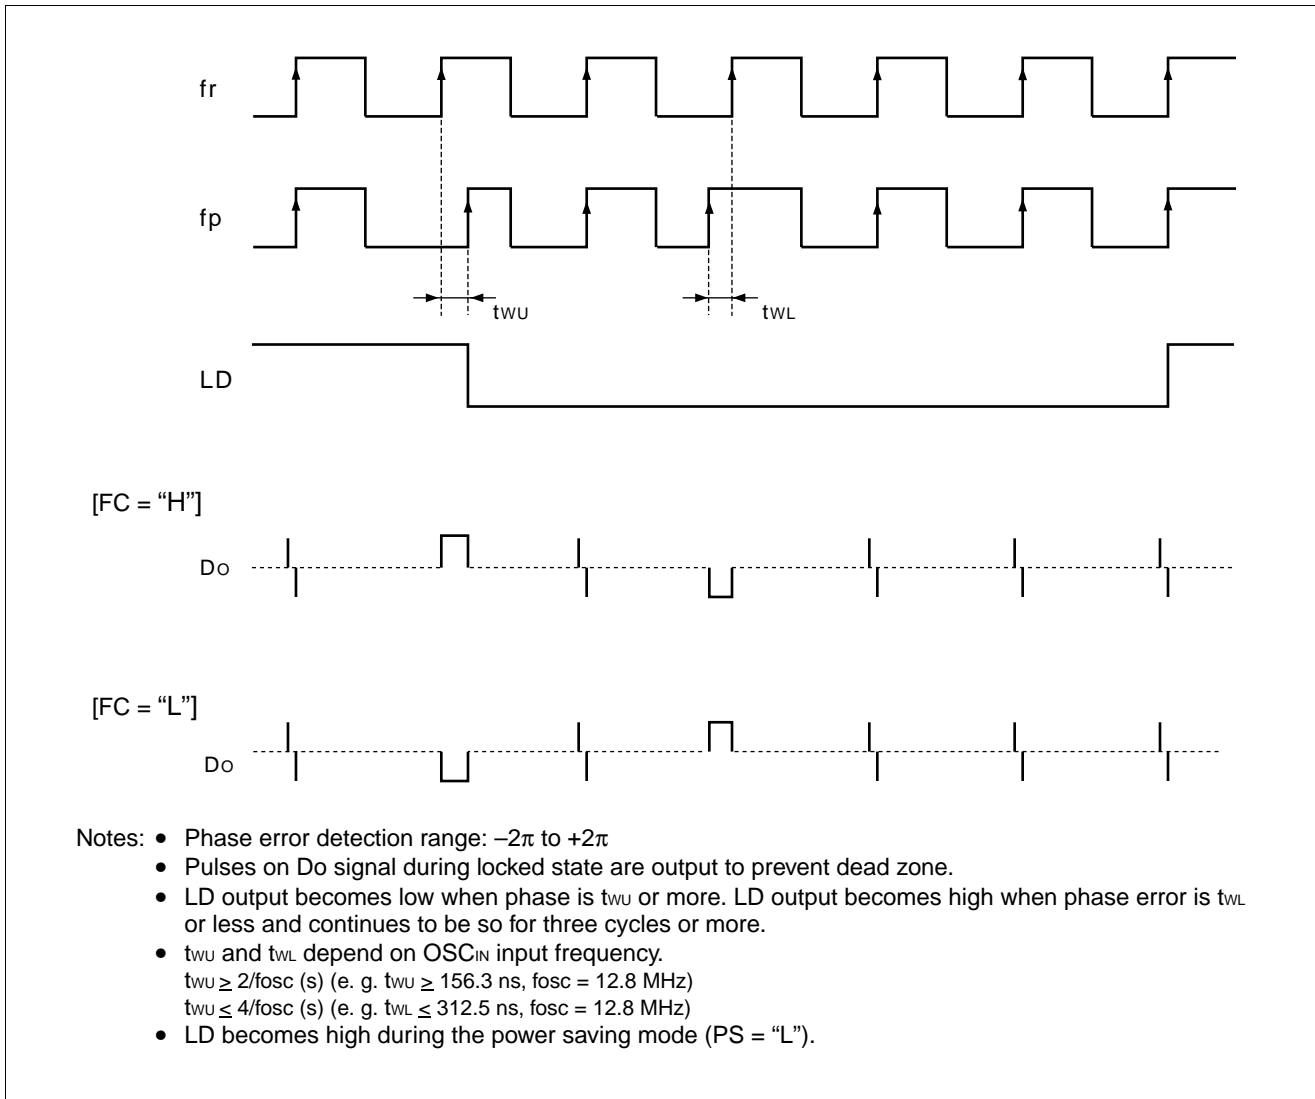 fr
fp
tWU
tWL
LD
[FC = “H”]
DO
[FC = “L”]
DO
Notes: • Phase error detection range: –2π to +2π
• Pulses on Do signal during locked state are output to prevent dead zone.
• LD output becomes low when phase is tWU or more. LD output becomes high when phase error is tWL
or less and continues to be so for three cycles or more.
• tWU and tWL depend on OSCIN input frequency.
tWU ≥ 2/fosc (s) (e. g. tWU ≥ 156.3 ns, fosc = 12.8 MHz)
tWU ≤ 4/fosc (s) (e. g. tWL ≤ 312.5 ns, fosc = 12.8 MHz)
• LD becomes high during the power saving mode (PS = “L”).